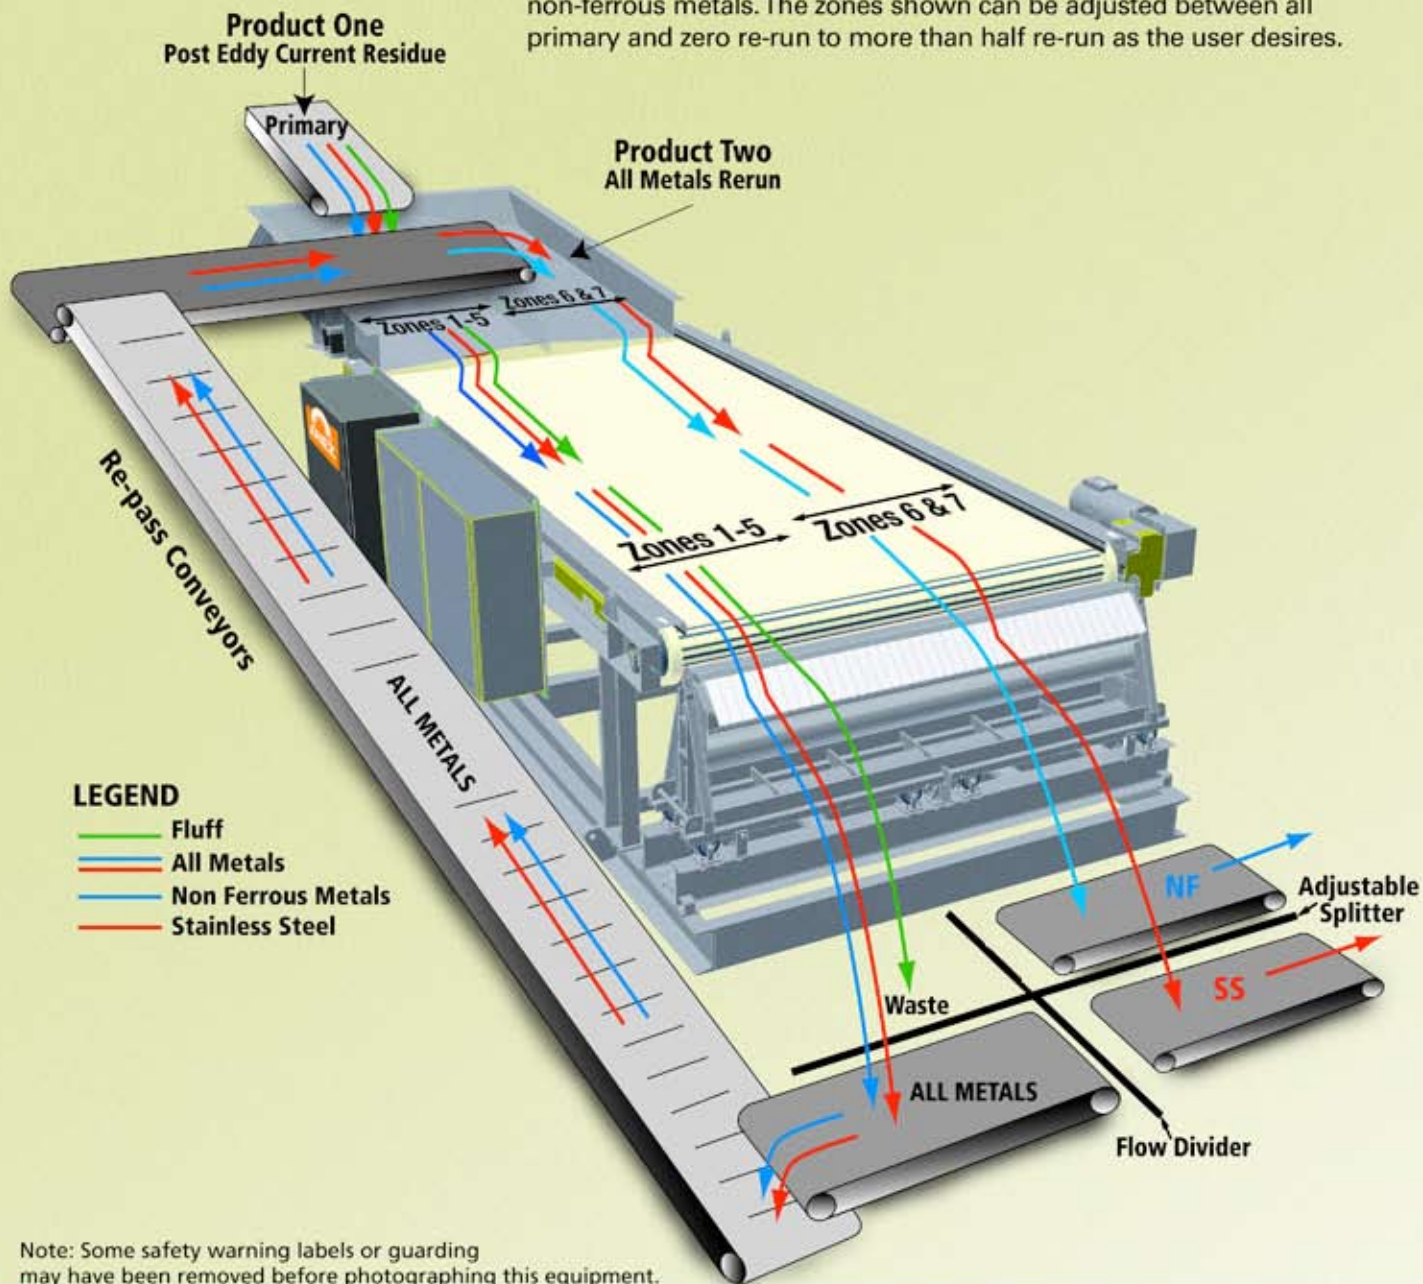 non-ferrous metals. The zones shown can be adjusted between all
primary and zero re-run to more than half re-run as the user desires.
Product One
Post Eddy Current Residue
Primary
Product Two
All Metals Rerun
Zones 1-5
Zones 6 & 7
Zones 1-5
Zones 6 & 7
Re-pass Conveyors
ALL METALS
LEGEND
Fluff
All Metals
Non Ferrous Metals
Stainless Steel
NF
Adjustable
Splitter
SS
Waste
ALL METALS
Flow Divider
Note: Some safety warning labels or guarding
may have been removed before photographing this equipment.